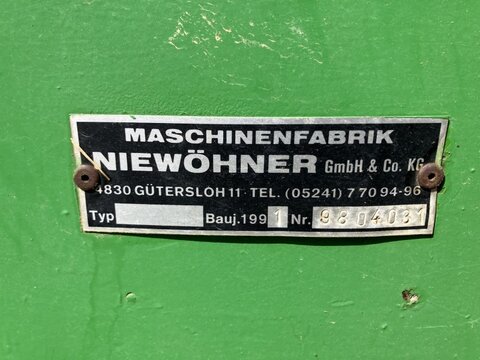 MASCHINENFABRIK
NIEWÖHNER GmbH & Co. KG
4830 GÜTERSLOH 11 · TEL. (05241) 7 70 94-96
Typ Bauj. 1991 Nr. 9804031